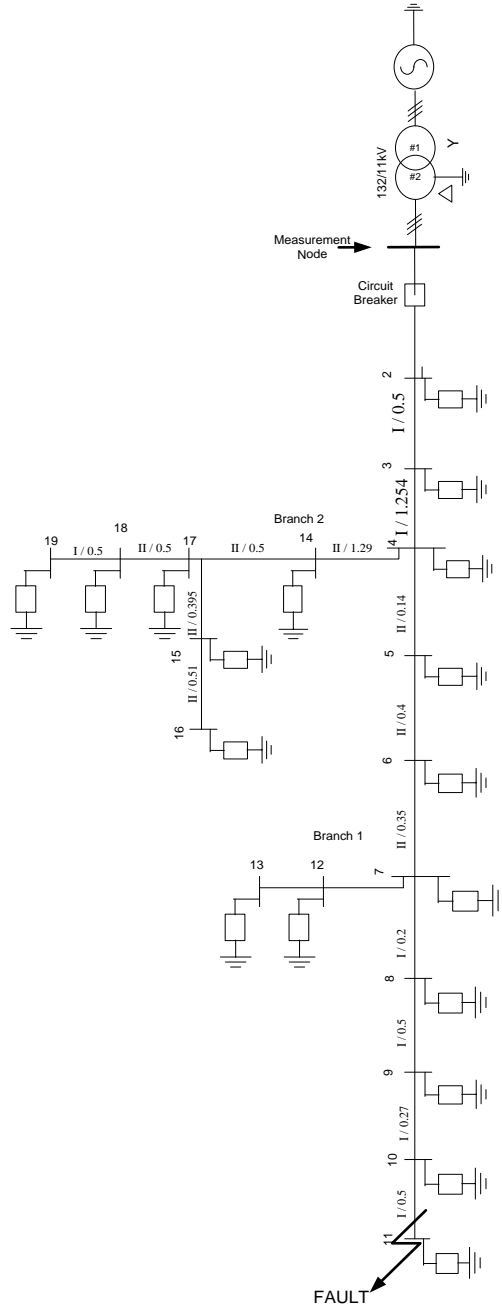 #1
Y
132/11kV
#2
Measurement
Node
Circuit
Breaker
2
I / 0.5
3
I / 1.254
Branch 2
19
I / 0.5
18
II / 0.5
17
II / 0.5
14
II / 1.29
4
II / 0.395
II / 0.14
15
5
II / 0.51
II / 0.4
16
6
II / 0.35
Branch 1
13
12
7
I / 0.2
8
I / 0.5
9
I / 0.27
10
I / 0.5
11
FAULT